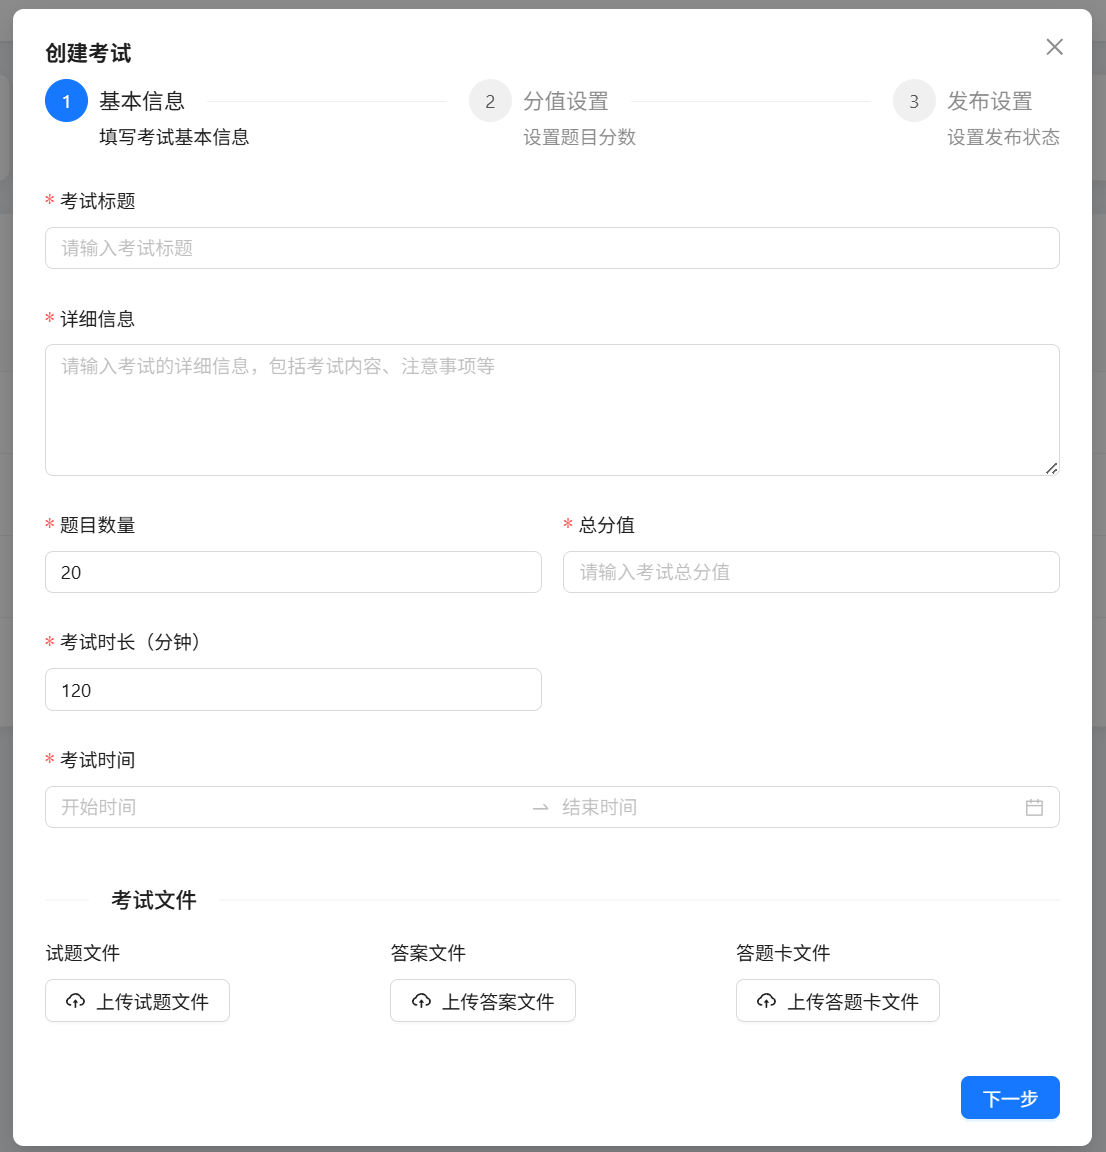 创建考试
1 基本信息 2 分值设置 3 发布设置
填写考试基本信息 设置题目分数 设置发布状态
* 考试标题
请输入考试标题
* 详细信息
请输入考试的详细信息，包括考试内容、注意事项等
* 题目数量 * 总分值
20 请输入考试总分值
* 考试时长（分钟）
120
* 考试时间
开始时间 结束时间
考试文件
试题文件 答案文件 答题卡文件
上传试题文件 上传答案文件 上传答题卡文件
下一步